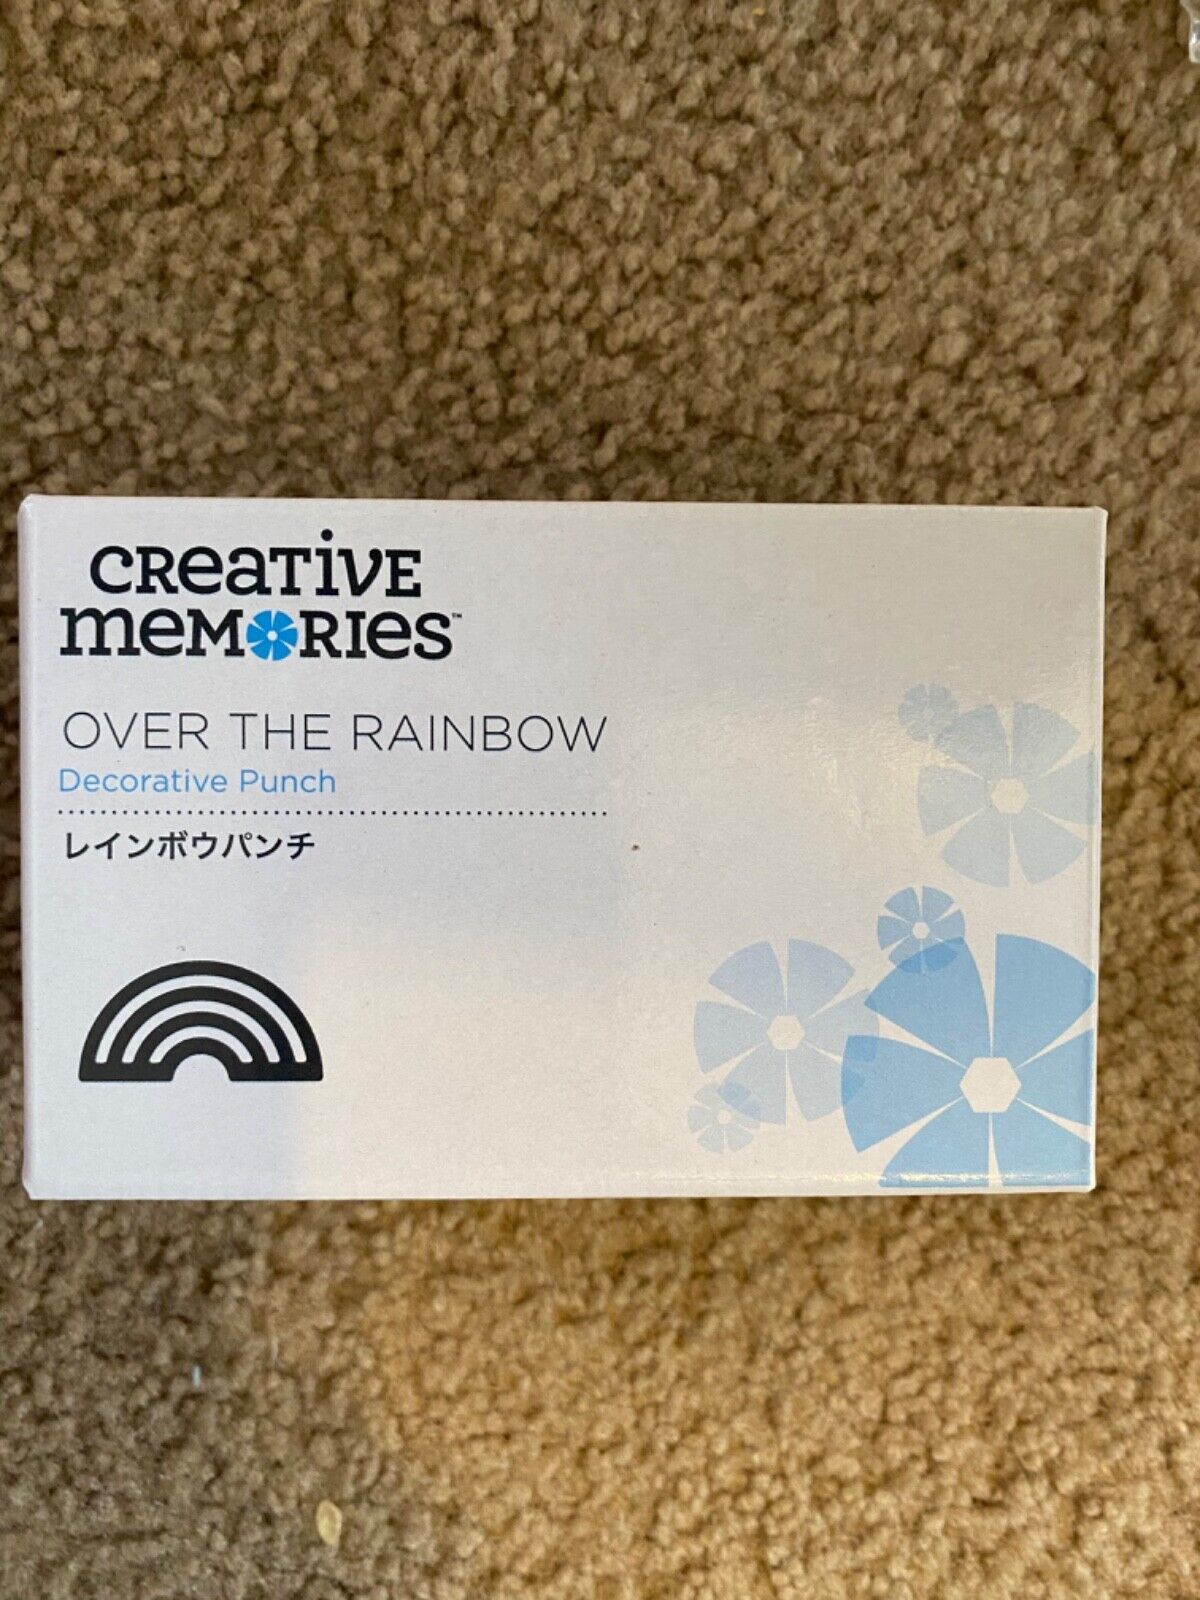 CReaTiVE
meMORIes™
OVER THE RAINBOW
Decorative Punch
レインボウパンチ